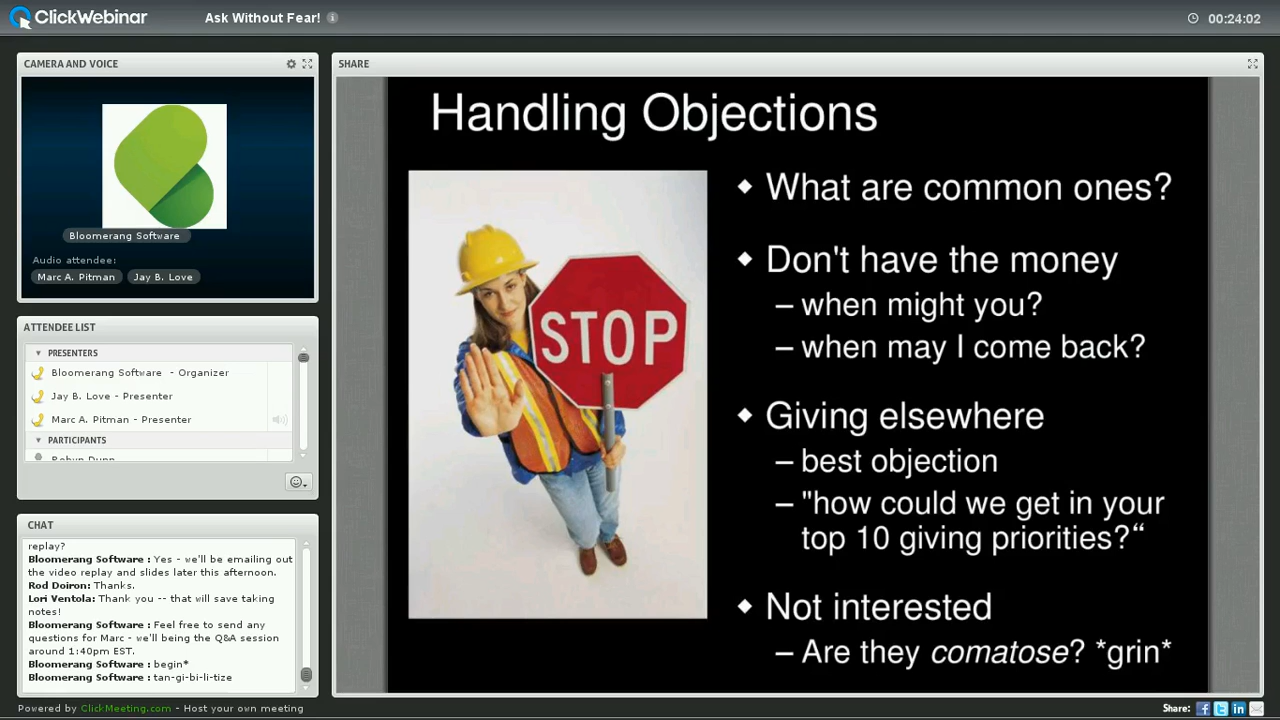 ClickWebinar
Ask Without Fear!
00:24:02
CAMERA AND VOICE
Bloomerang Software
Audio attendee:
Marc A. Pitman
Jay B. Love
ATTENDEE LIST
PRESENTERS
Bloomerang Software - Organizer
Jay B. Love - Presenter
Marc A. Pitman - Presenter
PARTICIPANTS
CHAT
replay?
Bloomerang Software : Yes - we'll be emailing out
the video replay and slides later this afternoon.
Rod Doiron: Thanks.
Lori Ventola: Thank you -- that will save taking
notes!
Bloomerang Software : Feel free to send any
questions for Marc - we'll being the Q&A session
around 1:40pm EST.
Bloomerang Software : begin*
Bloomerang Software : tan-gi-bi-li-tize
SHARE
Handling Objections
STOP
◆ What are common ones?
◆ Don't have the money
– when might you?
– when may I come back?
◆ Giving elsewhere
– best objection
– "how could we get in your
top 10 giving priorities?“
◆ Not interested
– Are they comatose? *grin*
Powered by ClickMeeting.com - Host your own meeting
Share: